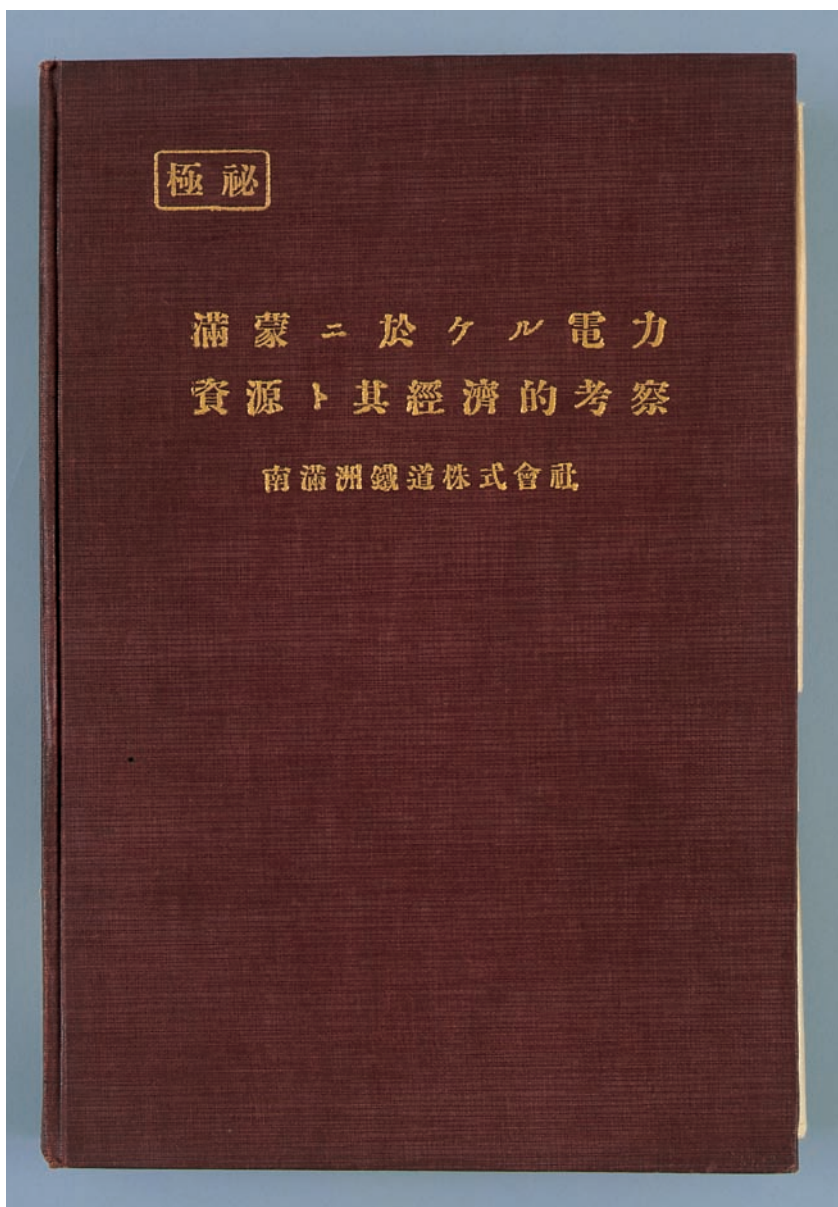 極祕
滿蒙ニ於ケル電力
資源ト其經濟的考察
南滿洲鐵道株式會社